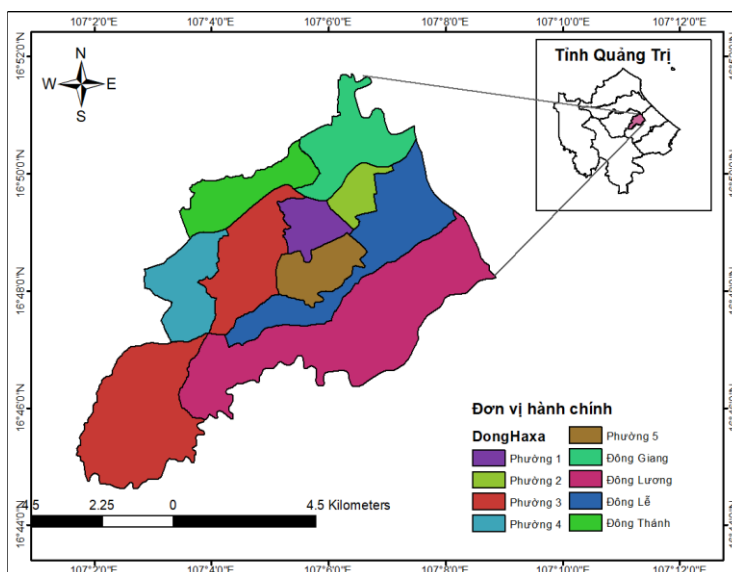 107°2'0"E 107°4'0"E 107°6'0"E 107°8'0"E 107°10'0"E 107°12'0"E
16°52'0"N
16°50'0"N
16°48'0"N
16°46'0"N
16°44'0"N
N
W E
S
Tỉnh Quảng Trị
Đơn vị hành chính
DongHaxa
Phường 1
Phường 2
Phường 3
Phường 4
Phường 5
Đông Giang
Đông Lương
Đông Lễ
Đông Thánh
4.5 2.25 0 4.5 Kilometers
107°2'0"E 107°4'0"E 107°6'0"E 107°8'0"E 107°10'0"E 107°12'0"E